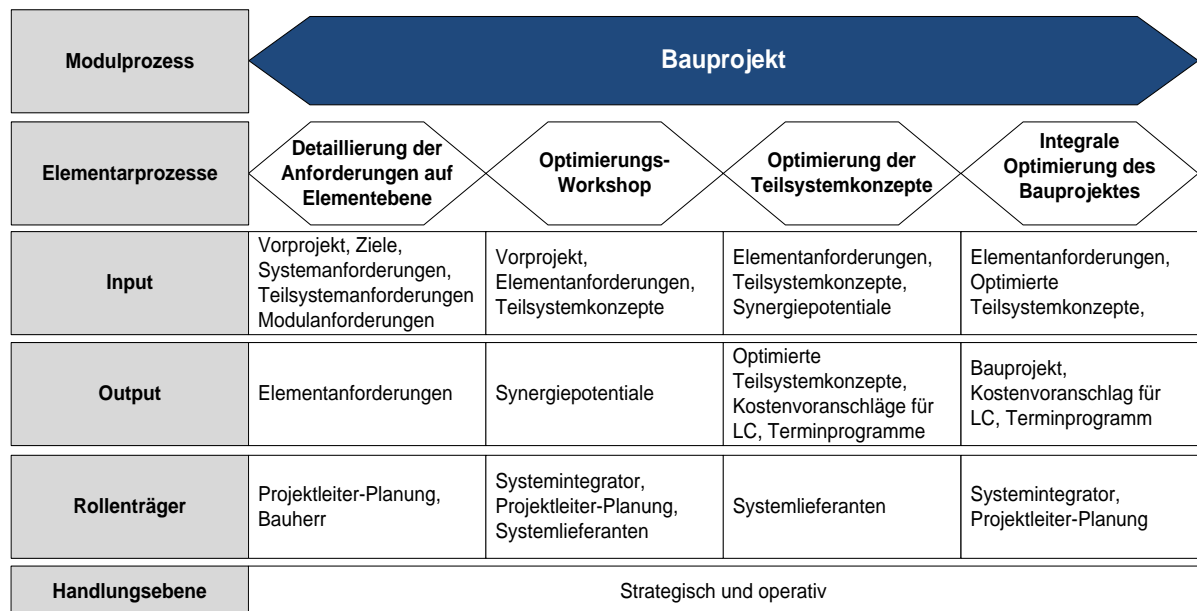 Modulprozess
Bauprojekt
Elementarprozesse
Detaillierung der
Anforderungen auf
Elementebene
Optimierungs-
Workshop
Optimierung der
Teilsystemkonzepte
Integrale
Optimierung des
Bauprojektes
Input
Vorprojekt, Ziele,
Systemanforderungen,
Teilsystemanforderungen
Modulanforderungen
Vorprojekt,
Elementanforderungen,
Teilsystemkonzepte
Elementanforderungen,
Teilsystemkonzepte,
Synergiepotentiale
Elementanforderungen,
Optimierte
Teilsystemkonzepte,
Output
Elementanforderungen
Synergiepotentiale
Optimierte
Teilsystemkonzepte,
Kostenvoranschläge für
LC, Terminprogramme
Bauprojekt,
Kostenvoranschlag für
LC, Terminprogramm
Rollenträger
Projektleiter-Planung,
Bauherr
Systemintegrator,
Projektleiter-Planung,
Systemlieferanten
Systemlieferanten
Systemintegrator,
Projektleiter-Planung
Handlungsebene
Strategisch und operativ